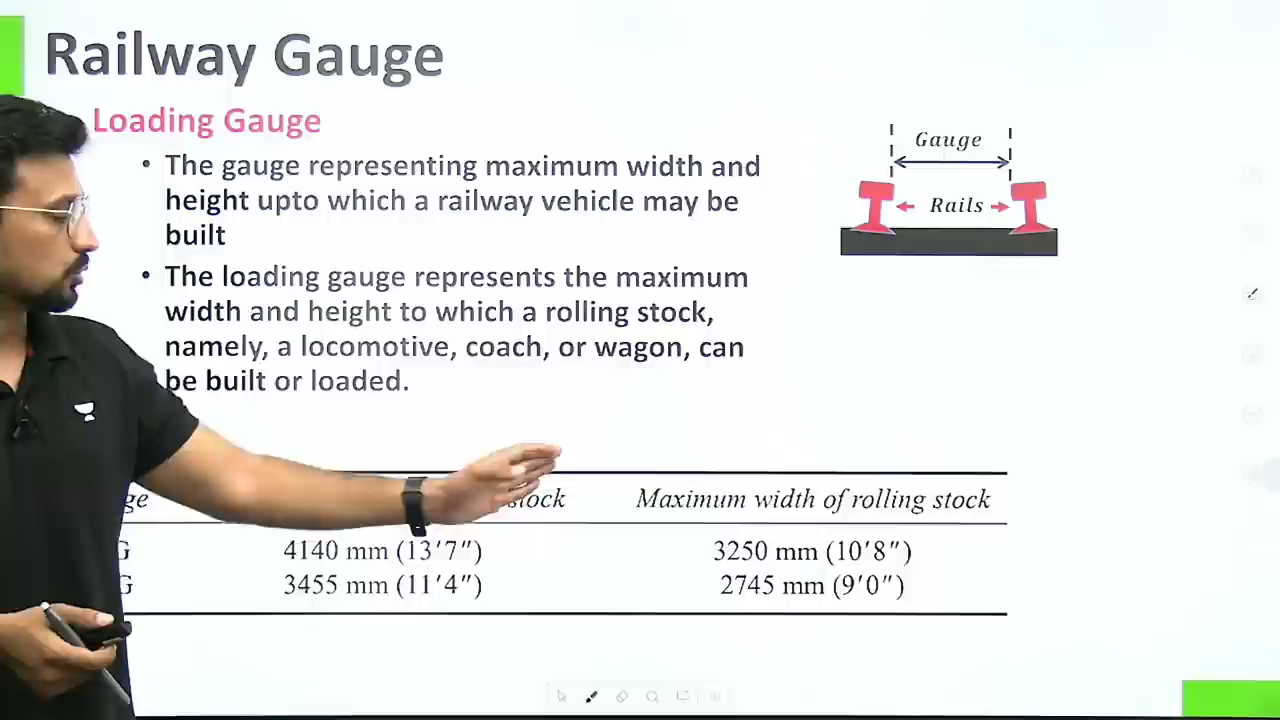 Railway Gauge
Loading Gauge
Gauge
• The gauge representing maximum width and
height upto which a railway vehicle may be
built
Rails
• The loading gauge represents the maximum
width and height to which a rolling stock,
namely, a locomotive, coach, or wagon, can
be built or loaded.
Maximum width of rolling stock
4140 mm (13′7″) 3250 mm (10′8″)
3455 mm (11′4″) 2745 mm (9′0″)